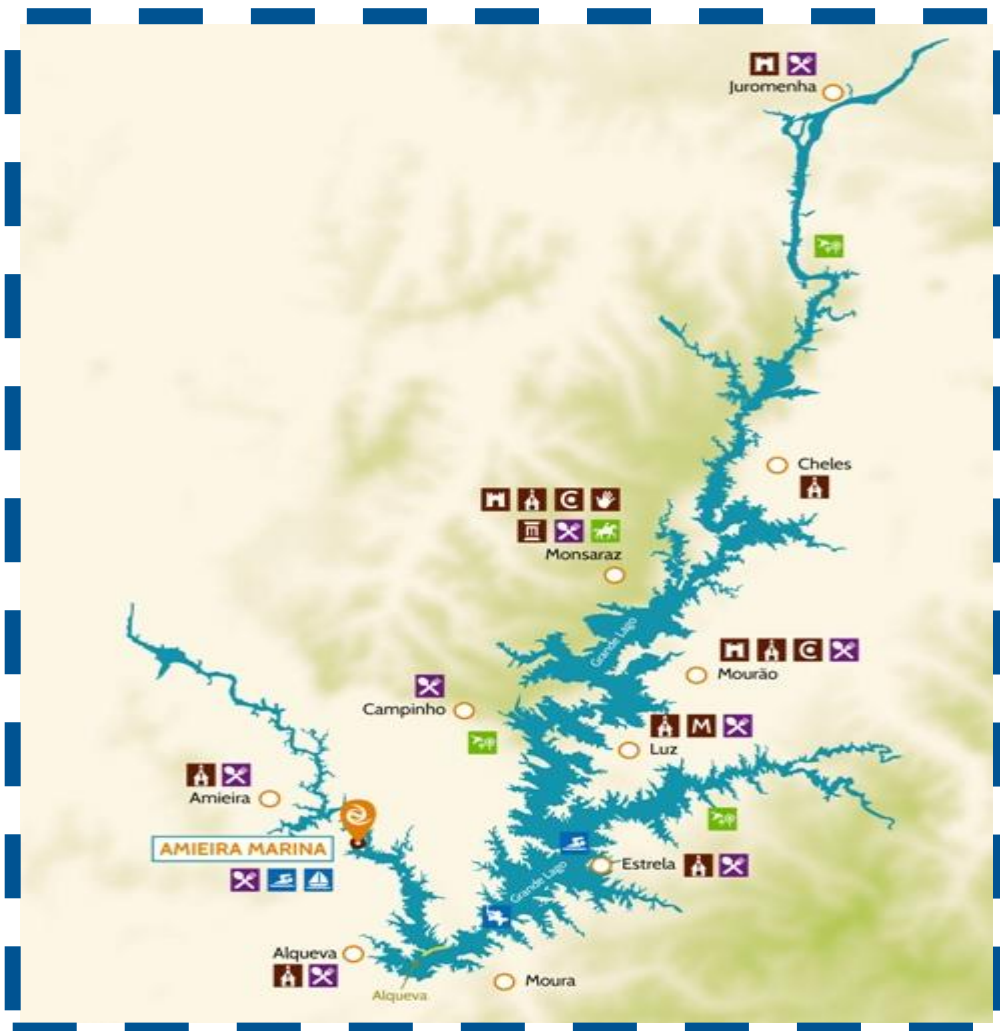 Juromenha
Cheles
Monsaraz
Grande Lago
Mourão
Campinho
M
Luz
Amieira
AMIEIRA MARINA
Estrela
Grande Lago
Alqueva
Moura
Alqueva